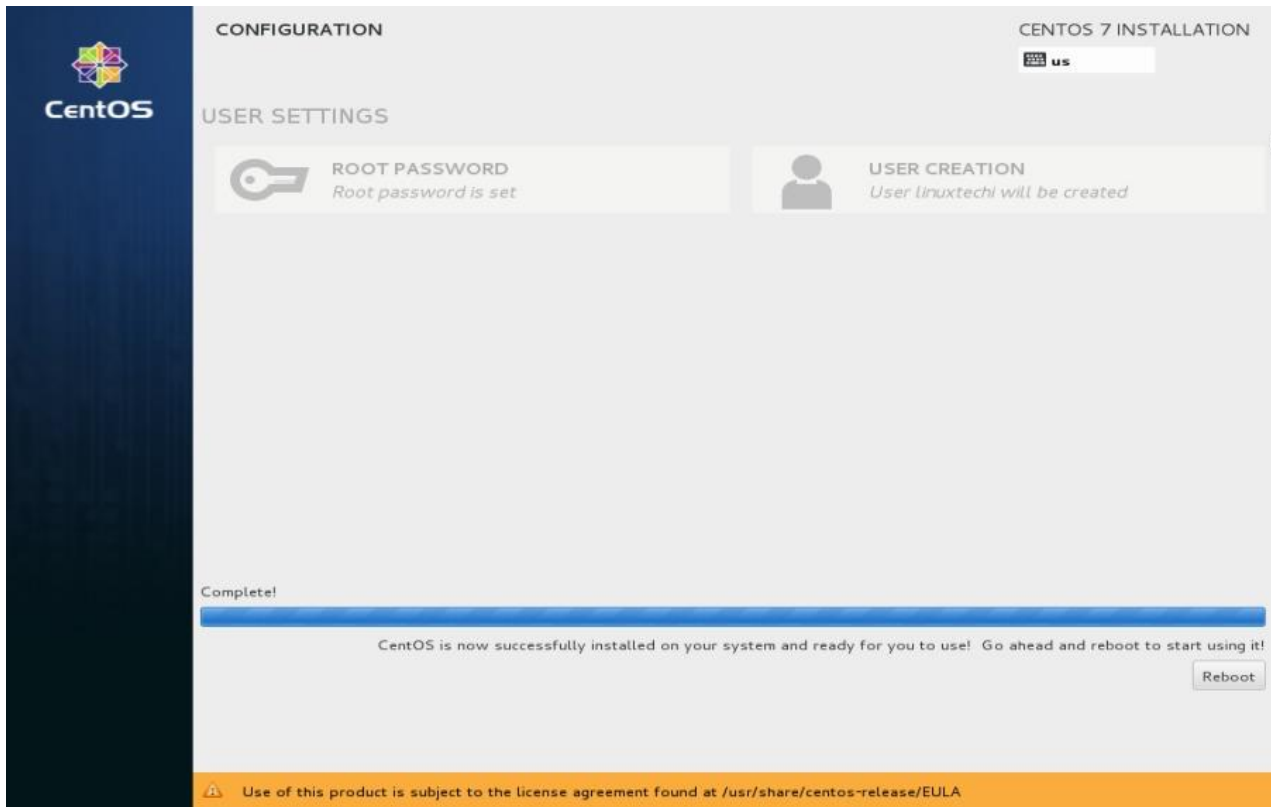 CONFIGURATION
CENTOS 7 INSTALLATION
us
CentOS
USER SETTINGS
ROOT PASSWORD
Root password is set
USER CREATION
User linuxtechi will be created
Complete!
CentOS is now successfully installed on your system and ready for you to use! Go ahead and reboot to start using it!
Reboot
Use of this product is subject to the license agreement found at /usr/share/centos-release/EULA